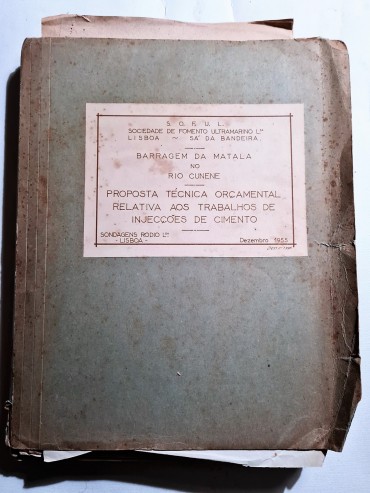 S. O. F. U. L.
SOCIEDADE DE FOMENTO ULTRAMARINO Lda
LISBOA - SÁ DA BANDEIRA
BARRAGEM DA MATALA
NO
RIO CUNENE
PROPOSTA TÉCNICA ORÇAMENTAL
RELATIVA AOS TRABALHOS DE
INJECÇÕES DE CIMENTO
SONDAGENS RODIO Lda
- LISBOA -
Dezembro 1953